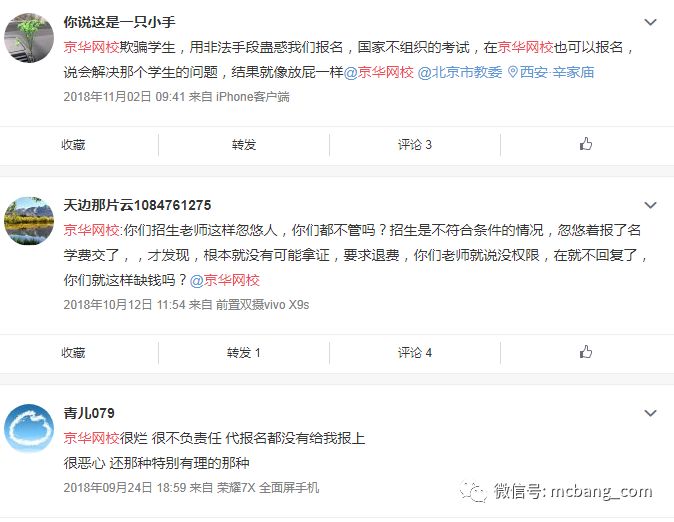 你说这是一只小手
京华网校欺骗学生，用非法手段蛊惑我们报名，国家不组织的考试，在京华网校也可以报名，
说会解决那个学生的问题，结果就像放屁一样@京华网校 @北京市教委 西安·辛家庙
2018年11月02日 09:41 来自 iPhone客户端
收藏 转发 评论 3
天边那片云1084761275
京华网校:你们招生老师这样忽悠人，你们都不管吗？招生是不符合条件的情况，忽悠着报了名
学费交了，，才发现，根本就没有可能拿证，要求退费，你们老师就说没权限，在就不回复了，
你们就这样缺钱吗？@京华网校
2018年10月12日 11:54 来自 前置双摄vivo X9s
收藏 转发 1 评论 4
青儿079
京华网校很烂 很不负责任 代报名都没有给我报上
很恶心 还那种特别有理的那种
2018年09月24日 18:59 来自 荣耀7X 全面屏手机
微信号: mcbang_com